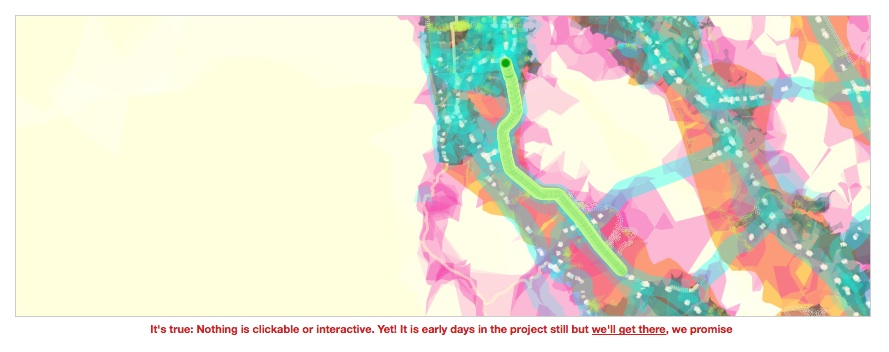 It's true: Nothing is clickable or interactive. Yet! It is early days in the project still but we'll get there, we promise